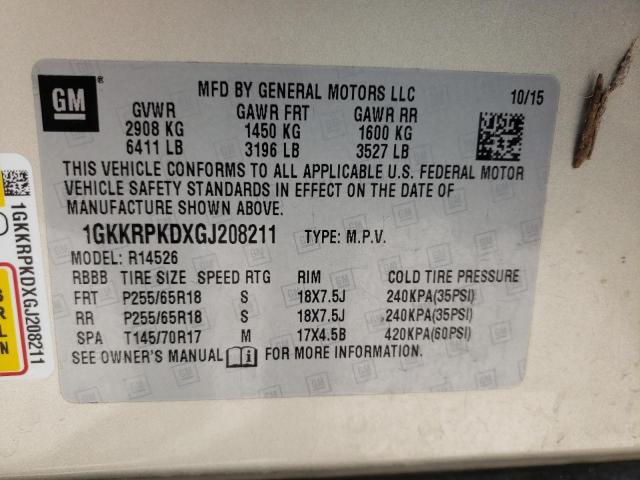 GM
MFD BY GENERAL MOTORS LLC 10/15
GVWR GAWR FRT GAWR RR
2908 KG 1450 KG 1600 KG
6411 LB 3196 LB 3527 LB
THIS VEHICLE CONFORMS TO ALL APPLICABLE U.S. FEDERAL MOTOR
VEHICLE SAFETY STANDARDS IN EFFECT ON THE DATE OF
MANUFACTURE SHOWN ABOVE.
1GKKRPKDXGJ208211 TYPE: M.P.V.
MODEL: R14526
RBBB TIRE SIZE SPEED RTG RIM COLD TIRE PRESSURE
FRT P255/65R18 S 18X7.5J 240KPA(35PSI)
RR P255/65R18 S 18X7.5J 240KPA(35PSI)
SPA T145/70R17 M 17X4.5B 420KPA(60PSI)
SEE OWNER'S MANUAL i FOR MORE INFORMATION.
1GKKRPKDXGJ208211